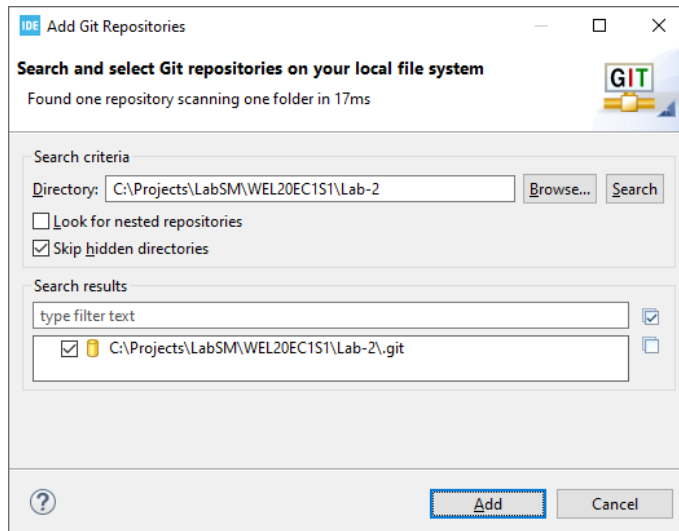 IDE Add Git Repositories
Search and select Git repositories on your local file system
Found one repository scanning one folder in 17ms
GIT
Search criteria
Directory: C:\Projects\LabSM\WEL20EC1S1\Lab-2 Browse... Search
Look for nested repositories
Skip hidden directories
Search results
type filter text
C:\Projects\LabSM\WEL20EC1S1\Lab-2\.git
? Add Cancel